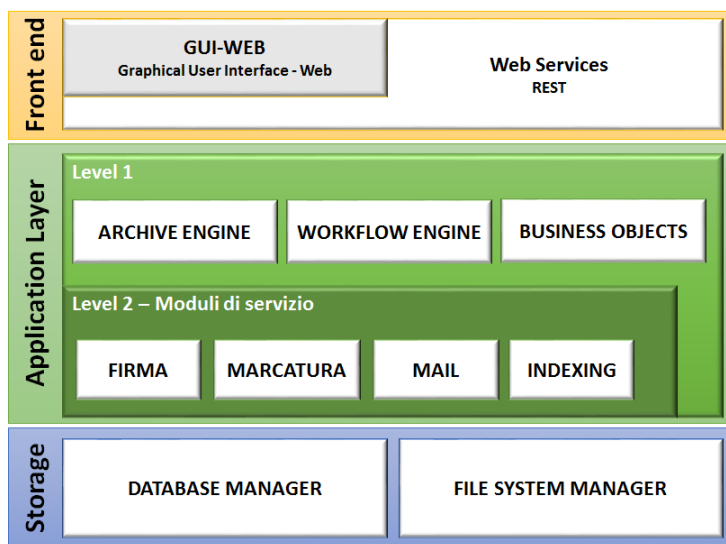 Front end
GUI-WEB
Graphical User Interface - Web
Web Services
REST
Application Layer
Level 1
ARCHIVE ENGINE
WORKFLOW ENGINE
BUSINESS OBJECTS
Level 2 – Moduli di servizio
FIRMA
MARCATURA
MAIL
INDEXING
Storage
DATABASE MANAGER
FILE SYSTEM MANAGER